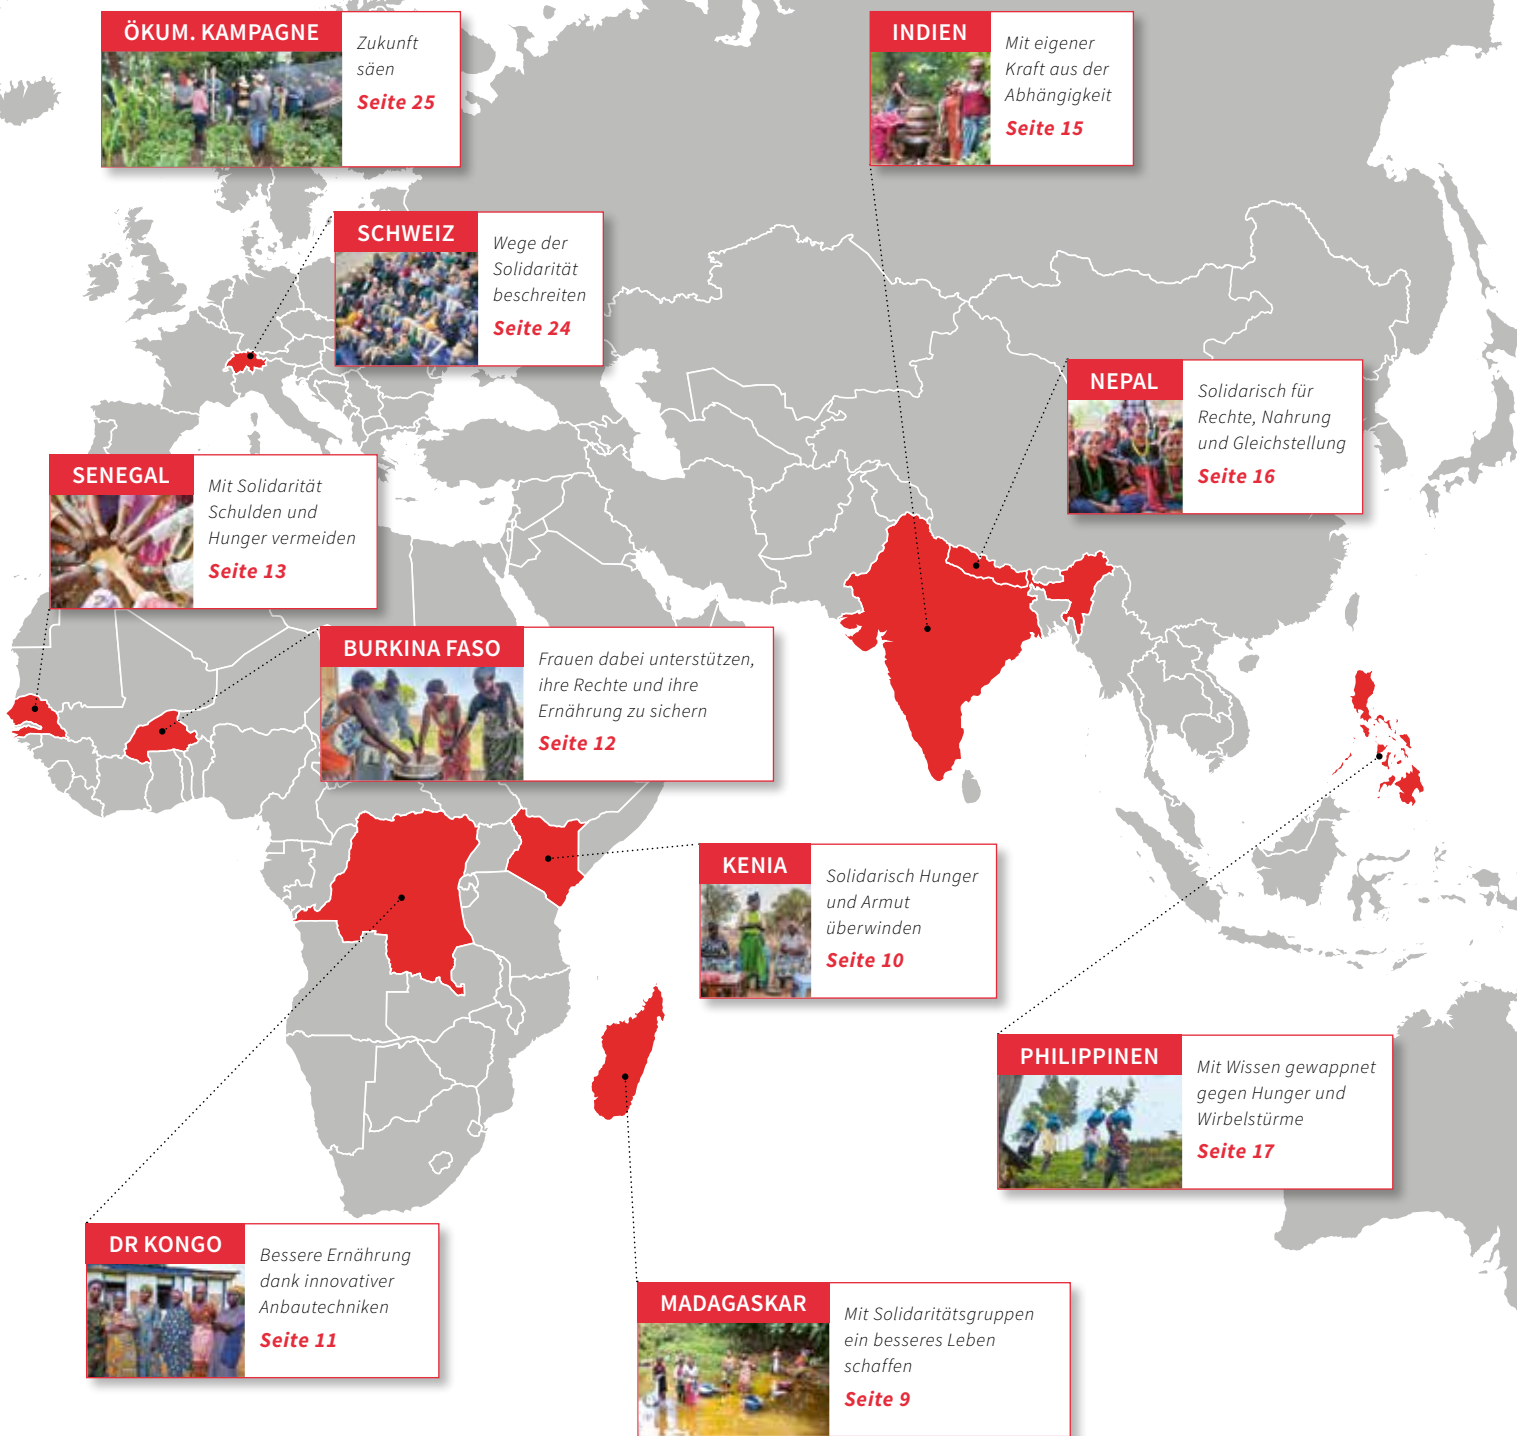 ÖKUM. KAMPAGNE
Zukunft
säen
Seite 25
INDIEN
Mit eigener
Kraft aus der
Abhängigkeit
Seite 15
SCHWEIZ
Wege der
Solidarität
beschreiten
Seite 24
NEPAL
Solidarisch für
Rechte, Nahrung
und Gleichstellung
Seite 16
SENEGAL
Mit Solidarität
Schulden und
Hunger vermeiden
Seite 13
BURKINA FASO
Frauen dabei unterstützen,
ihre Rechte und ihre
Ernährung zu sichern
Seite 12
KENIA
Solidarisch Hunger
und Armut
überwinden
Seite 10
PHILIPPINEN
Mit Wissen gewappnet
gegen Hunger und
Wirbelstürme
Seite 17
DR KONGO
Bessere Ernährung
dank innovativer
Anbautechniken
Seite 11
MADAGASKAR
Mit Solidaritätsgruppen
ein besseres Leben
schaffen
Seite 9